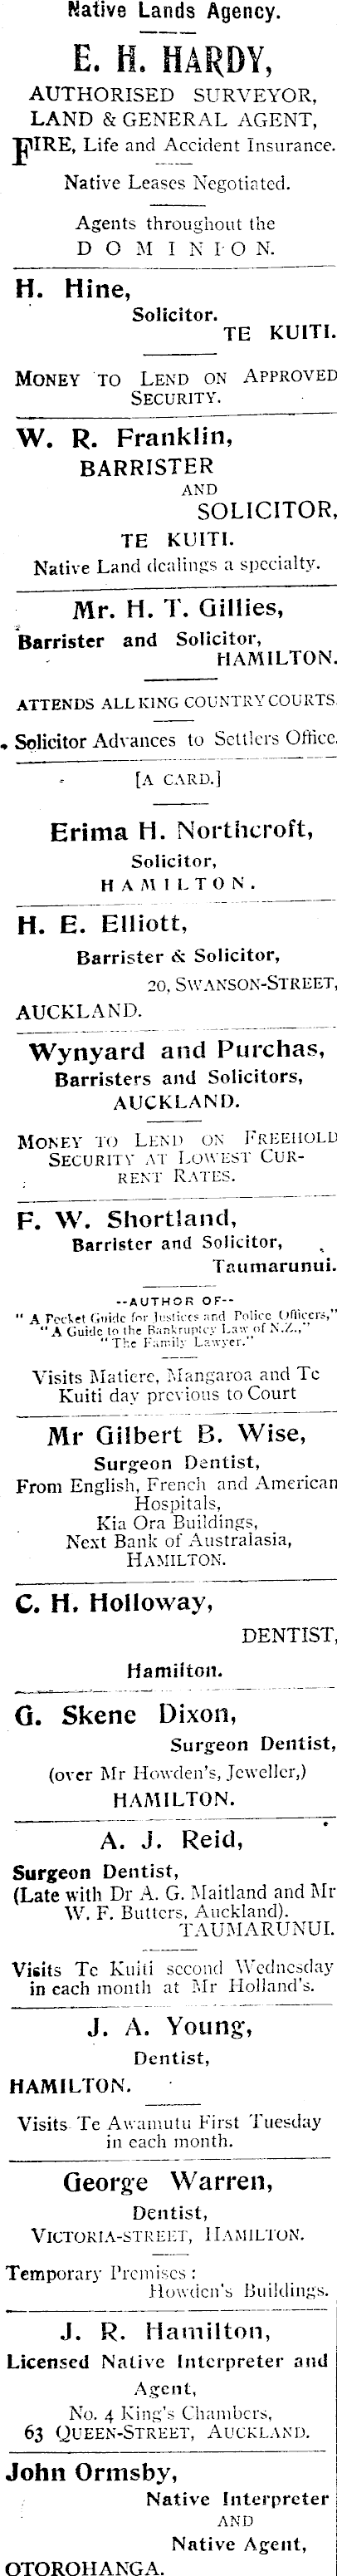 Native Lands Agency.
E. H. HARDY,
AUTHORISED SURVEYOR,
LAND & GENERAL AGENT,
FIRE, Life and Accident Insurance.
Native Leases Negotiated.
Agents throughout the
DOMINION.
H. Hine,
Solicitor.
TE KUITI.
MONEY TO LEND ON APPROVED
SECURITY.
W. R. Franklin,
BARRISTER
AND
SOLICITOR,
TE KUITI.
Native Land dealings a specialty.
Mr. H. T. Gillies,
Barrister and Solicitor,
HAMILTON.
ATTENDS ALL KING COUNTRY COURTS.
Solicitor Advances to Settlers Office.
[A CARD.]
Erima H. Northcroft,
Solicitor,
HAMILTON.
H. E. Elliott,
Barrister & Solicitor,
20, SWANSON-STREET,
AUCKLAND.
Wynyard and Purchas,
Barristers and Solicitors,
AUCKLAND.
MONEY TO LEND ON FREEHOLD
SECURITY AT LOWEST CUR-
RENT RATES.
F. W. Shortland,
Barrister and Solicitor,
Taumarunui.
--AUTHOR OF--
"A Pocket Guide for Justices and Police Officers,"
"A Guide to the Bankruptcy Law of N.Z.,"
"The Family Lawyer."
Visits Matiere, Mangaroa and Te
Kuiti day previous to Court
Mr Gilbert B. Wise,
Surgeon Dentist,
From English, French and American
Hospitals,
Kia Ora Buildings,
Next Bank of Australasia,
HAMILTON.
C. H. Holloway,
DENTIST,
Hamilton.
G. Skene Dixon,
Surgeon Dentist,
(over Mr Howden's, Jeweller,)
HAMILTON.
A. J. Reid,
Surgeon Dentist,
(Late with Dr A. G. Maitland and Mr
W. F. Butters, Auckland).
TAUMARUNUI.
Visits Te Kuiti second Wednesday
in each month at Mr Holland's.
J. A. Young,
Dentist,
HAMILTON.
Visits Te Awamutu First Tuesday
in each month.
George Warren,
Dentist,
VICTORIA-STREET, HAMILTON.
Temporary Premises:
Howden's Buildings.
J. R. Hamilton,
Licensed Native Interpreter and
Agent,
No. 4 King's Chambers,
63 QUEEN-STREET, AUCKLAND.
John Ormsby,
Native Interpreter
AND
Native Agent,
OTOROHANGA.